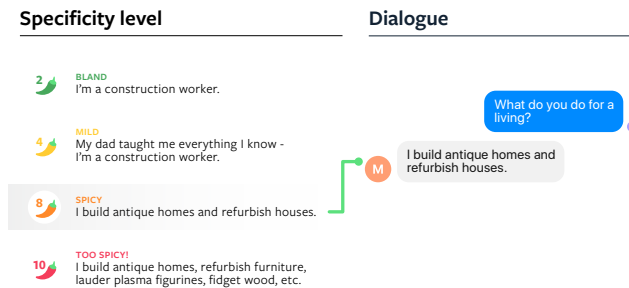 Specificity level
Dialogue
2
BLAND
I'm a construction worker.
4
MILD
My dad taught me everything I know -
I'm a construction worker.
8
SPICY
I build antique homes and refurbish houses.
10
TOO SPICY!
I build antique homes, refurbish furniture,
lauder plasma figurines, fidget wood, etc.
What do you do for a
living?
M
I build antique homes and
refurbish houses.